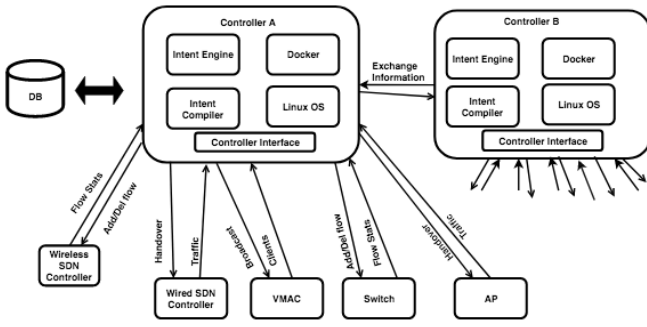 Controller A
Intent Engine
Docker
Intent
Compiler
Linux OS
Controller Interface
DB
Exchange
Information
Controller B
Intent Engine
Docker
Intent
Compiler
Linux OS
Controller Interface
Flow Stats
Add/Del flow
Handover
Traffic
Broadcast
Clients
Add/Del flow
Flow Stats
Handover
Traffic
Wireless
SDN
Controller
Wired SDN
Controller
VMAC
Switch
AP